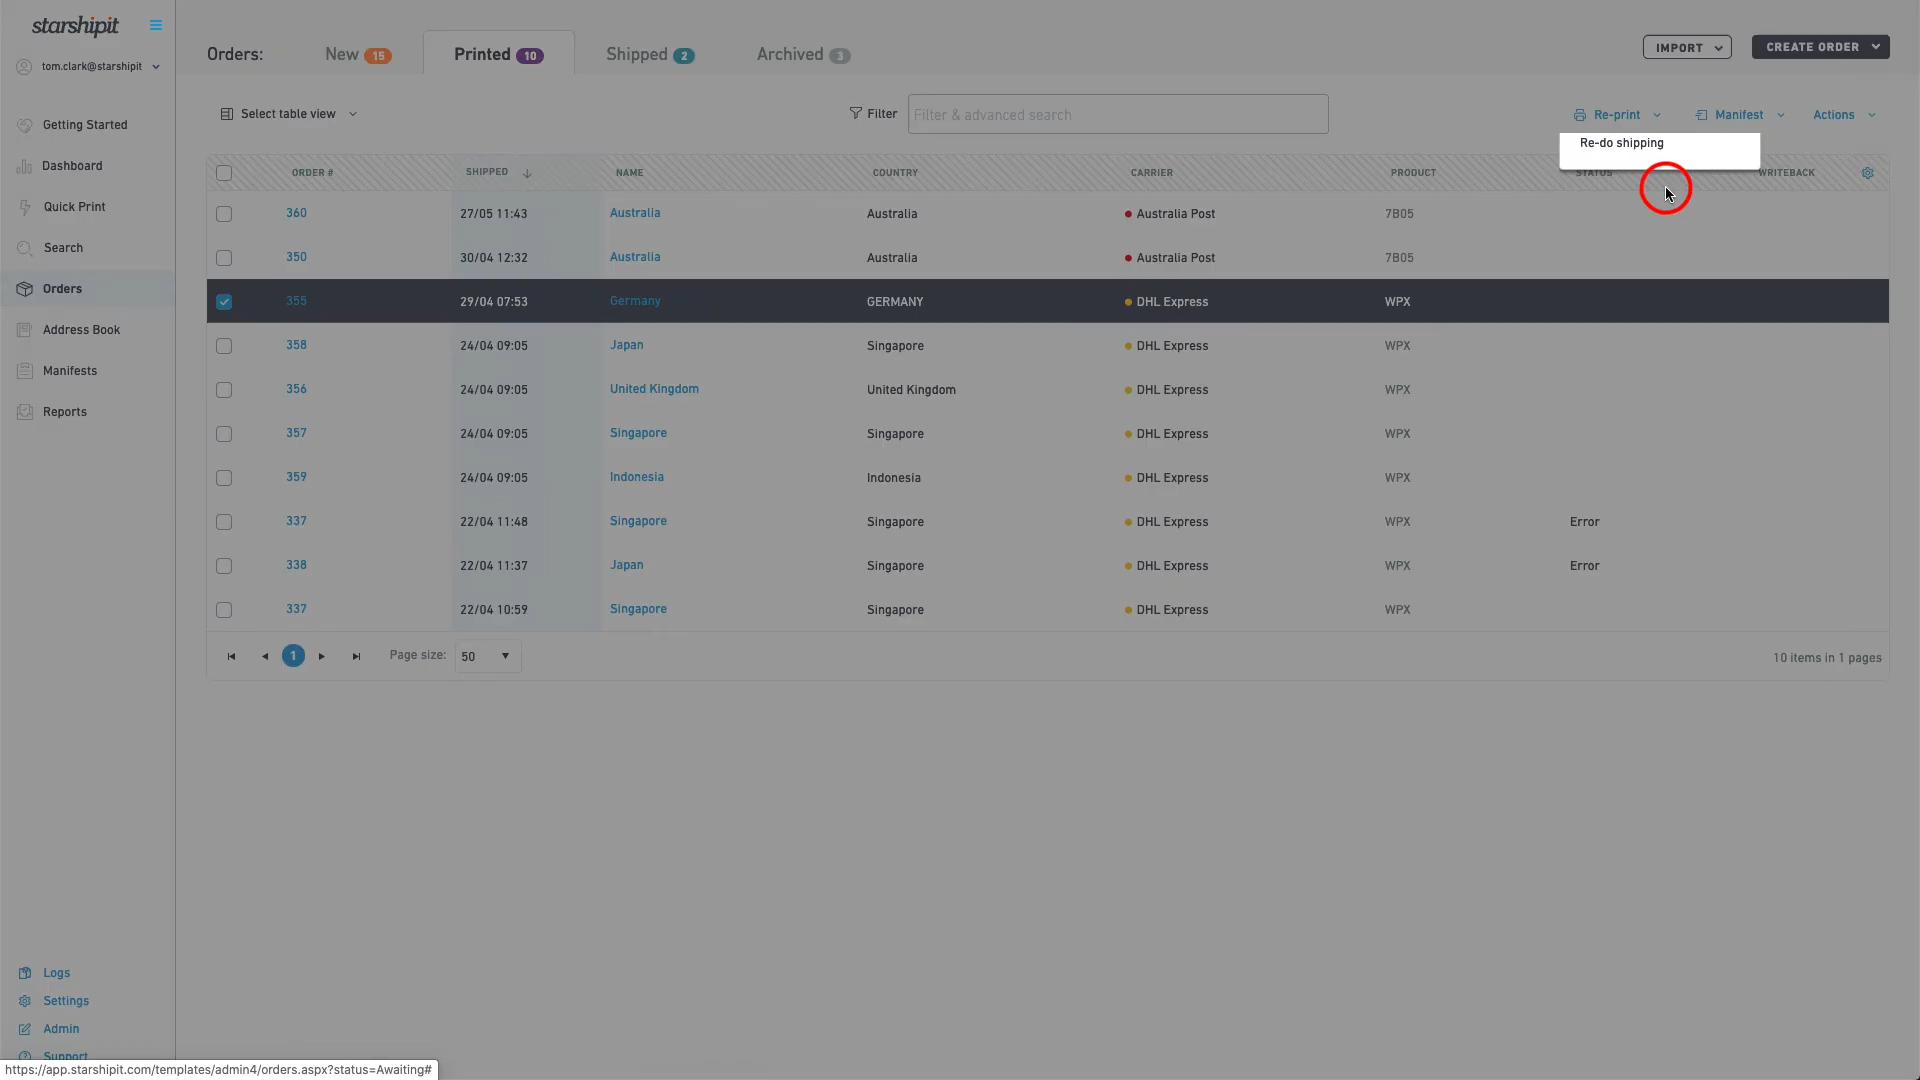 starshipit
tom.clark@starshipit
Getting Started
Dashboard
Quick Print
Search
Orders
Address Book
Manifests
Reports
Logs
Settings
Admin
Support
Orders:
New 15
Printed 10
Shipped 2
Archived 3
IMPORT
CREATE ORDER
Select table view
Filter
Filter & advanced search
Re-print
Manifest
Actions
Re-do shipping
ORDER # SHIPPED NAME COUNTRY CARRIER PRODUCT STATUS WRITEBACK
360 27/05 11:43 Australia Australia Australia Post 7B05
350 30/04 12:32 Australia Australia Australia Post 7B05
355 29/04 07:53 Germany GERMANY DHL Express WPX
358 24/04 09:05 Japan Singapore DHL Express WPX
356 24/04 09:05 United Kingdom United Kingdom DHL Express WPX
357 24/04 09:05 Singapore Singapore DHL Express WPX
359 24/04 09:05 Indonesia Indonesia DHL Express WPX
337 22/04 11:48 Singapore Singapore DHL Express WPX Error
338 22/04 11:37 Japan Singapore DHL Express WPX Error
337 22/04 10:59 Singapore Singapore DHL Express WPX
1 Page size: 50
10 items in 1 pages
https://app.starshipit.com/templates/admin4/orders.aspx?status=Awaiting#